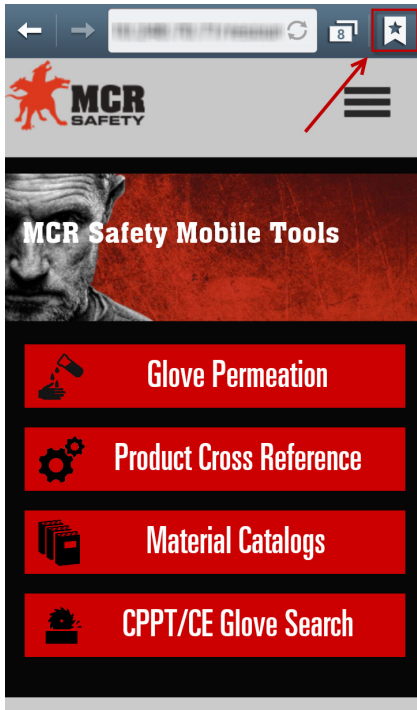 8
MCR
SAFETY
MCR Safety Mobile Tools
Glove Permeation
Product Cross Reference
Material Catalogs
CPPT/CE Glove Search